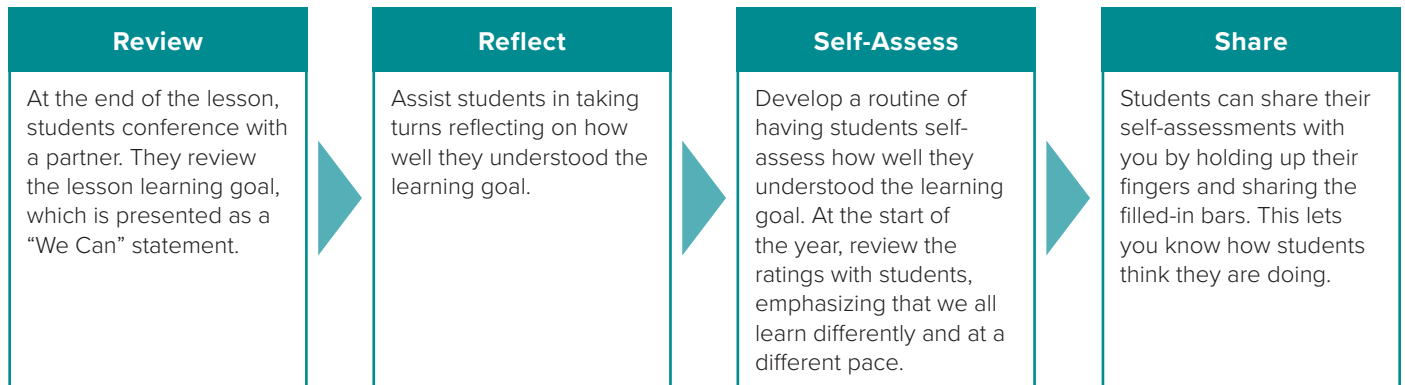 Review
At the end of the lesson,
students conference with
a partner. They review
the lesson learning goal,
which is presented as a
“We Can” statement.
Reflect
Assist students in taking
turns reflecting on how
well they understood the
learning goal.
Self-Assess
Develop a routine of
having students self-
assess how well they
understood the learning
goal. At the start of
the year, review the
ratings with students,
emphasizing that we all
learn differently and at a
different pace.
Share
Students can share their
self-assessments with
you by holding up their
fingers and sharing the
filled-in bars. This lets
you know how students
think they are doing.